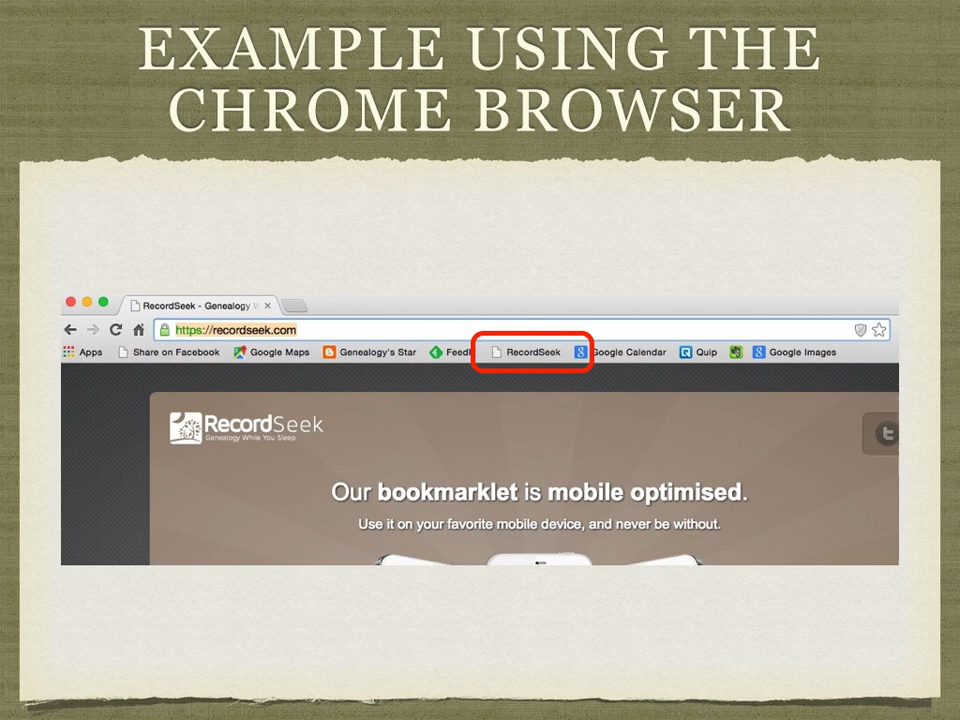 EXAMPLE USING THE
CHROME BROWSER
RecordSeek - Genealogy
https://recordseek.com
Apps Share on Facebook Google Maps Genealogy's Star RecordSeek Google Calendar Quip Google Images
RecordSeek
Genealogy While You Sleep
Our bookmarklet is mobile optimised.
Use it on your favorite mobile device, and never be without.